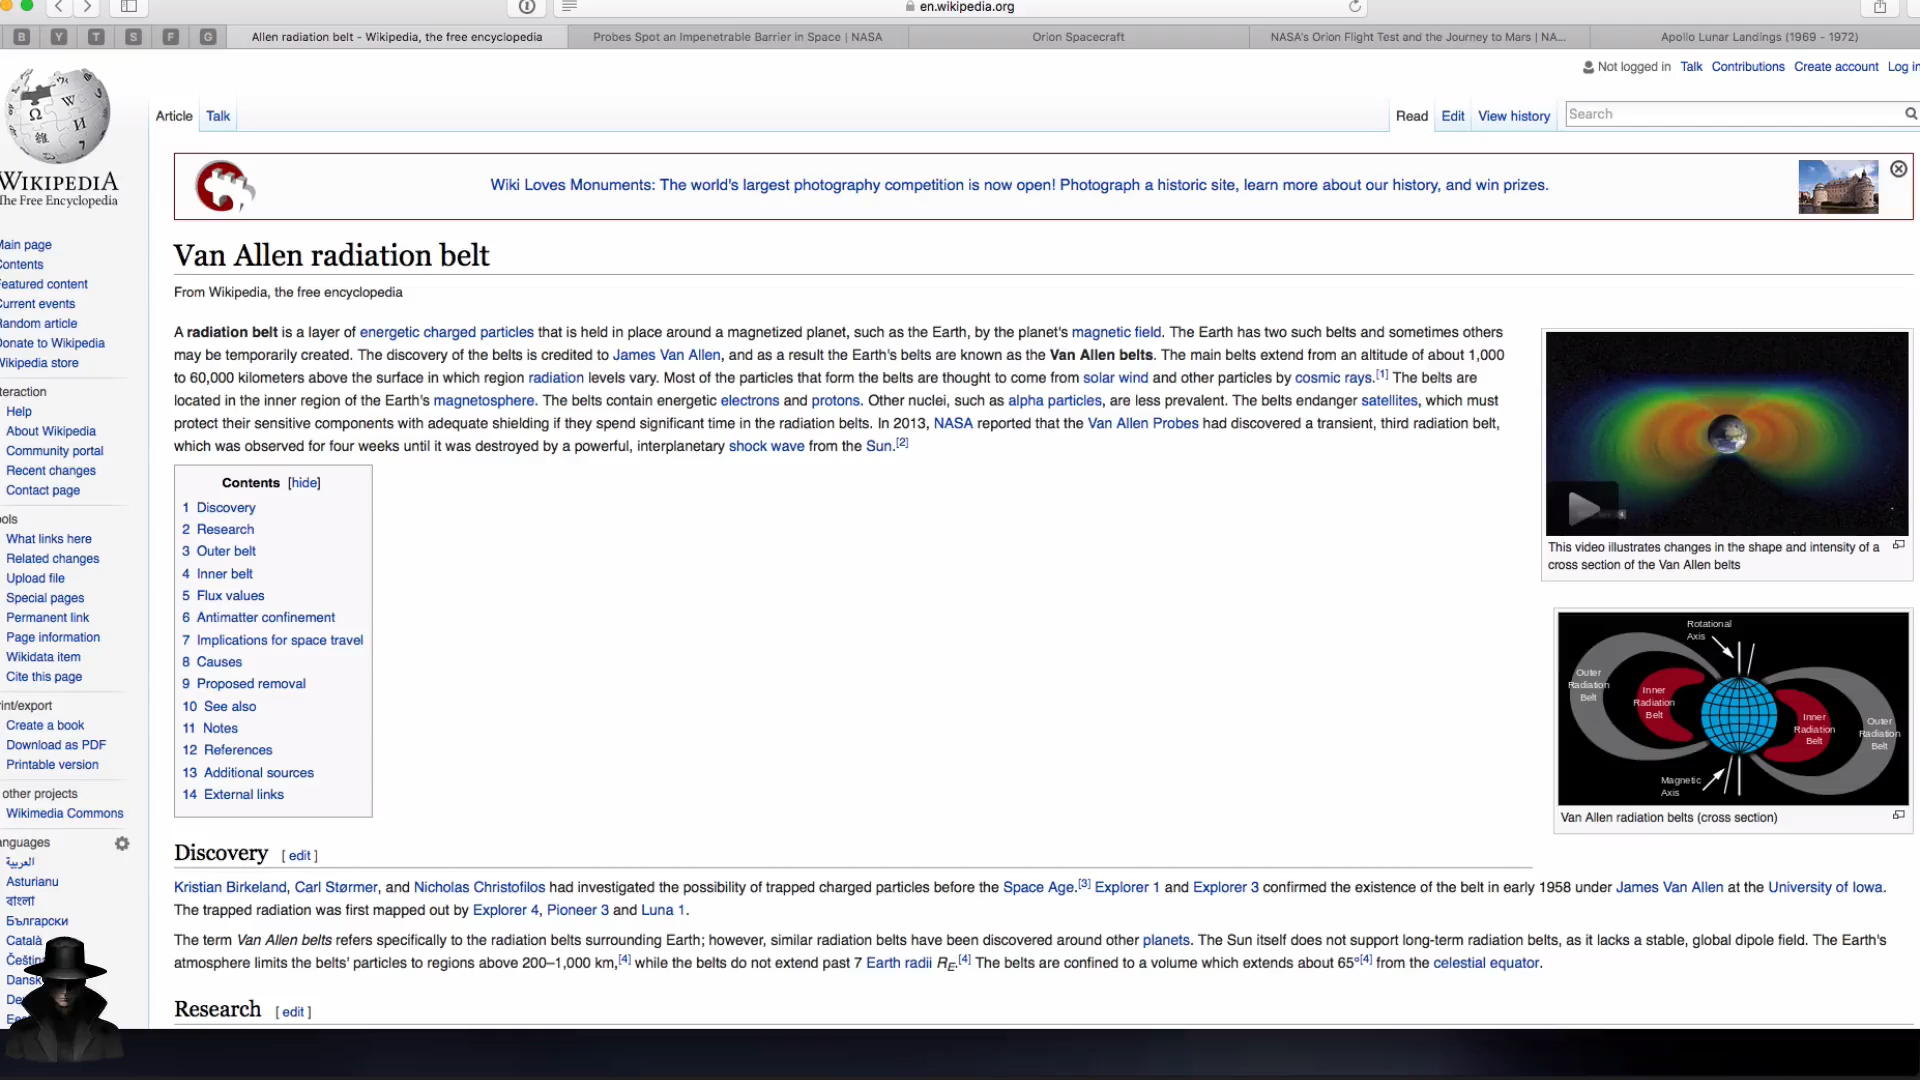 en.wikipedia.org
B Y T S F G
Allen radiation belt - Wikipedia, the free encyclopedia
Probes Spot an Impenetrable Barrier in Space | NASA
Orion Spacecraft
NASA's Orion Flight Test and the Journey to Mars | NA...
Apollo Lunar Landings (1969 - 1972)
Not logged in Talk Contributions Create account Log in
Article Talk
Read Edit View history Search
WIKIPEDIA
The Free Encyclopedia
Wiki Loves Monuments: The world's largest photography competition is now open! Photograph a historic site, learn more about our history, and win prizes.
Main page
Contents
Featured content
Current events
Random article
Donate to Wikipedia
Wikipedia store
teraction
Help
About Wikipedia
Community portal
Recent changes
Contact page
ols
What links here
Related changes
Upload file
Special pages
Permanent link
Page information
Wikidata item
Cite this page
int/export
Create a book
Download as PDF
Printable version
other projects
Wikimedia Commons
anguages
العربية
Asturianu
বাংলা
Български
Català
Čeština
Dansk
De
Ee
Van Allen radiation belt
From Wikipedia, the free encyclopedia
A radiation belt is a layer of energetic charged particles that is held in place around a magnetized planet, such as the Earth, by the planet's magnetic field. The Earth has two such belts and sometimes others
may be temporarily created. The discovery of the belts is credited to James Van Allen, and as a result the Earth's belts are known as the Van Allen belts. The main belts extend from an altitude of about 1,000
to 60,000 kilometers above the surface in which region radiation levels vary. Most of the particles that form the belts are thought to come from solar wind and other particles by cosmic rays.[1] The belts are
located in the inner region of the Earth's magnetosphere. The belts contain energetic electrons and protons. Other nuclei, such as alpha particles, are less prevalent. The belts endanger satellites, which must
protect their sensitive components with adequate shielding if they spend significant time in the radiation belts. In 2013, NASA reported that the Van Allen Probes had discovered a transient, third radiation belt,
which was observed for four weeks until it was destroyed by a powerful, interplanetary shock wave from the Sun.[2]
Contents [hide]
1 Discovery
2 Research
3 Outer belt
4 Inner belt
5 Flux values
6 Antimatter confinement
7 Implications for space travel
8 Causes
9 Proposed removal
10 See also
11 Notes
12 References
13 Additional sources
14 External links
This video illustrates changes in the shape and intensity of a
cross section of the Van Allen belts
Rotational
Axis
Outer
Radiation
Belt
Inner
Radiation
Belt
Inner
Radiation
Belt
Outer
Radiation
Belt
Magnetic
Axis
Van Allen radiation belts (cross section)
Discovery [ edit ]
Kristian Birkeland, Carl Størmer, and Nicholas Christofilos had investigated the possibility of trapped charged particles before the Space Age.[3] Explorer 1 and Explorer 3 confirmed the existence of the belt in early 1958 under James Van Allen at the University of Iowa.
The trapped radiation was first mapped out by Explorer 4, Pioneer 3 and Luna 1.
The term Van Allen belts refers specifically to the radiation belts surrounding Earth; however, similar radiation belts have been discovered around other planets. The Sun itself does not support long-term radiation belts, as it lacks a stable, global dipole field. The Earth's
atmosphere limits the belts' particles to regions above 200–1,000 km,[4] while the belts do not extend past 7 Earth radii RE.[4] The belts are confined to a volume which extends about 65°[4] from the celestial equator.
Research [ edit ]